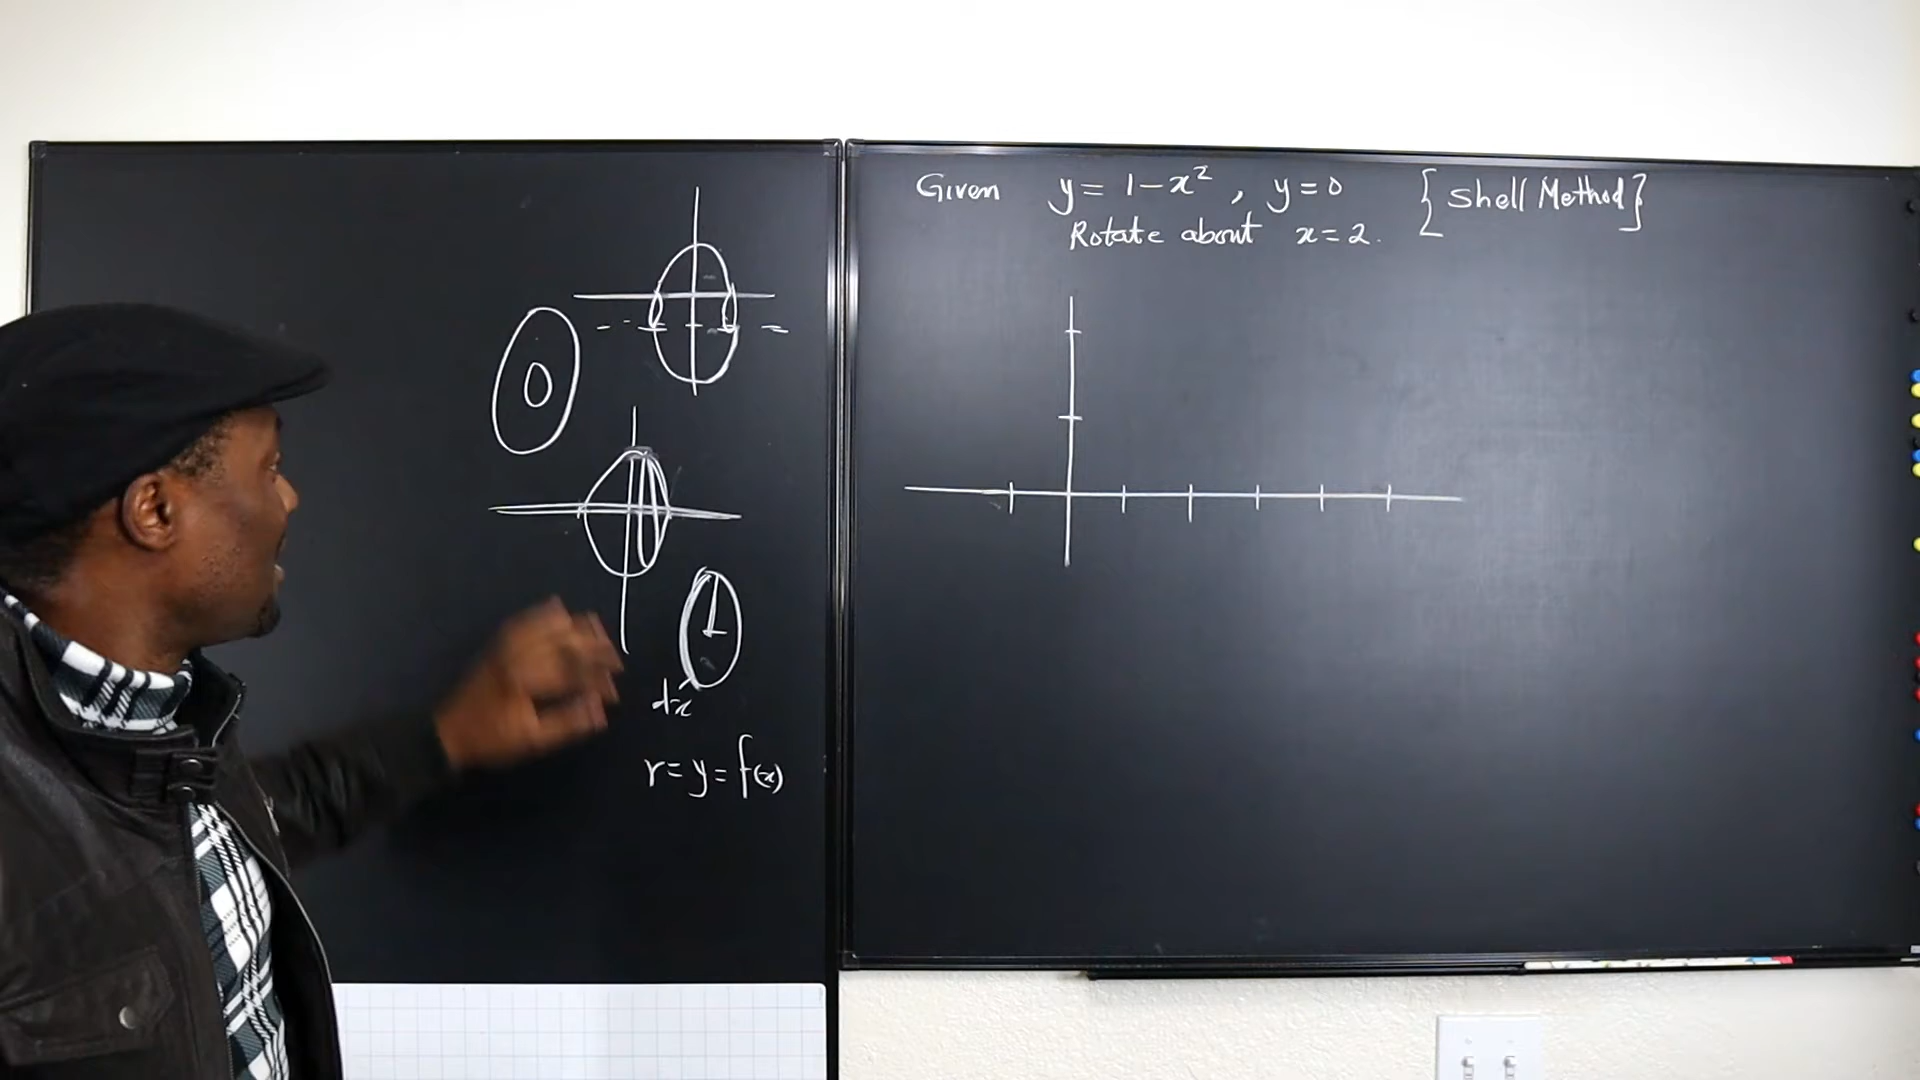 Given y = 1 - x², y = 0 {Shell Method}
Rotate about x = 2.
dx
r = y = f(x)